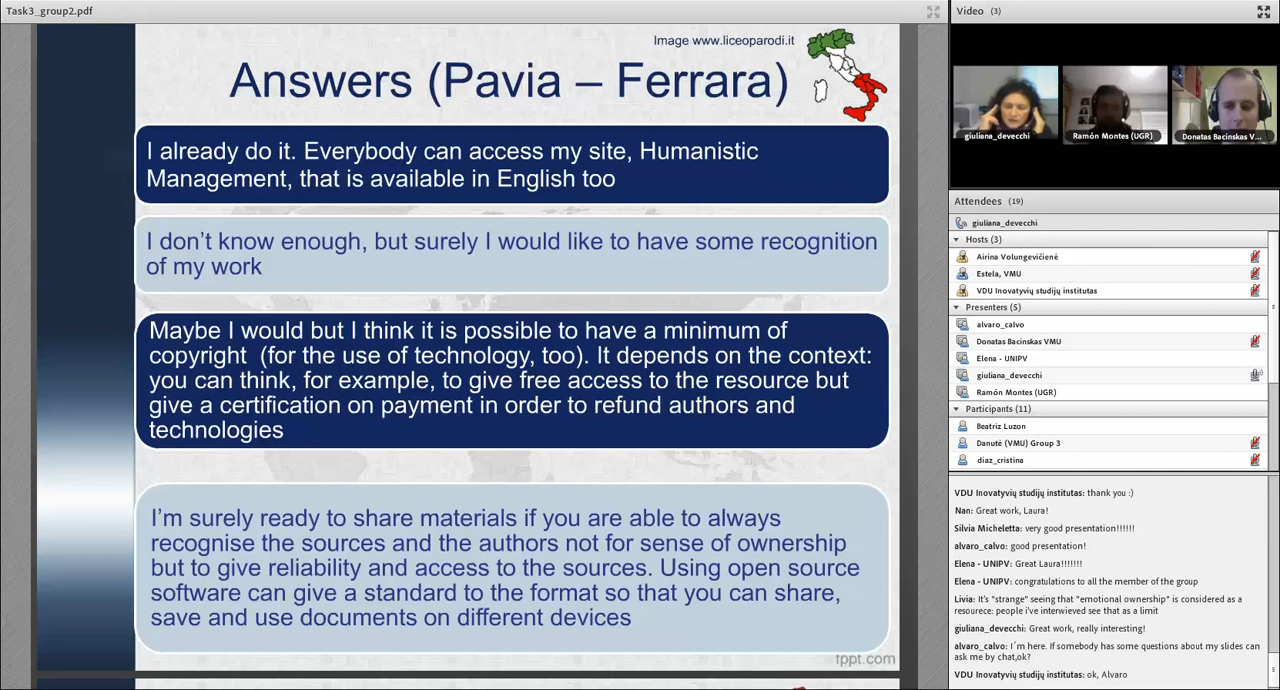 Task3_group2.pdf
Image www.liceoparodi.it
Answers (Pavia – Ferrara)
I already do it. Everybody can access my site, Humanistic
Management, that is available in English too
I don't know enough, but surely I would like to have some recognition
of my work
Maybe I would but I think it is possible to have a minimum of
copyright (for the use of technology, too). It depends on the context:
you can think, for example, to give free access to the resource but
give a certification on payment in order to refund authors and
technologies
I'm surely ready to share materials if you are able to always
recognise the sources and the authors not for sense of ownership
but to give reliability and access to the sources. Using open source
software can give a standard to the format so that you can share,
save and use documents on different devices
tppt.com
Video (3)
giuliana_devecchi
Ramón Montes (UGR)
Donatas Bacinskas V...
Attendees (19)
giuliana_devecchi
Hosts (3)
Airina Volungevičienė
Estela, VMU
VDU Inovatyvių studijų institutas
Presenters (5)
alvaro_calvo
Donatas Bacinskas VMU
Elena - UNIPV
giuliana_devecchi
Ramón Montes (UGR)
Participants (11)
Beatriz Luzon
Danutė (VMU) Group 3
diaz_cristina
VDU Inovatyvių studijų institutas: thank you :)
Nan: Great work, Laura!
Silvia Micheletta: very good presentation!!!!!!
alvaro_calvo: good presentation!
Elena - UNIPV: Great Laura!!!!!!!
Elena - UNIPV: congratulations to all the member of the
group
Livia: It's "strange" seeing that "emotional ownership" is considered as a
resource: people i've interwieved see that as a limit
giuliana_devecchi: Great work, really interesting!
alvaro_calvo: I´m here. If somebody has some questions about my slides can
ask me by chat,ok?
VDU Inovatyvių studijų institutas: ok, Alvaro